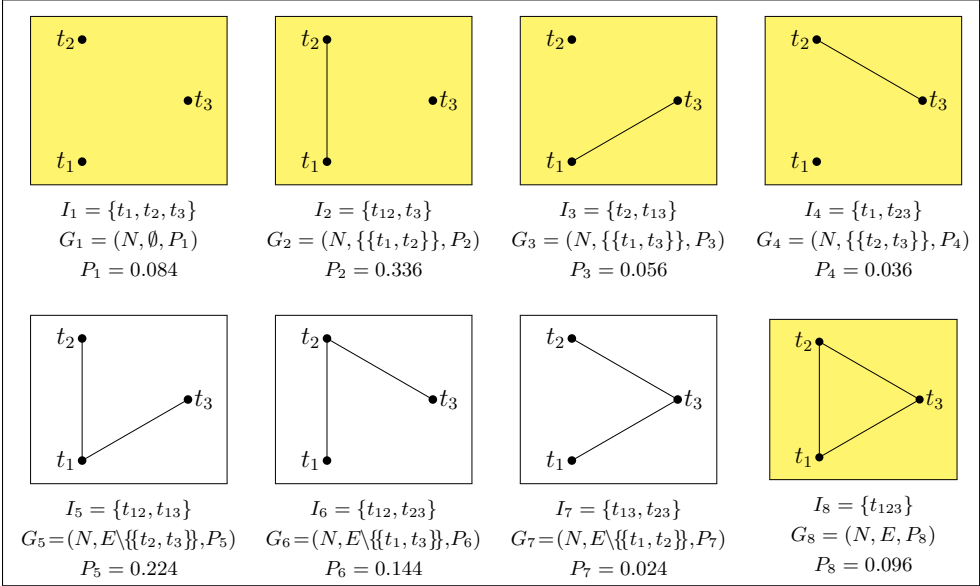 t₂
t₃
t₁
I₁ = {t₁, t₂, t₃}
G₁ = (N, ∅, P₁)
P₁ = 0.084
t₂
t₃
t₁
I₂ = {t₁₂, t₃}
G₂ = (N, {{t₁, t₂}}, P₂)
P₂ = 0.336
t₂
t₃
t₁
I₃ = {t₂, t₁₃}
G₃ = (N, {{t₁, t₃}}, P₃)
P₃ = 0.056
t₂
t₃
t₁
I₄ = {t₁, t₂₃}
G₄ = (N, {{t₂, t₃}}, P₄)
P₄ = 0.036
t₂
t₃
t₁
I₅ = {t₁₂, t₁₃}
G₅=(N, E\{{t₂, t₃}}, P₅)
P₅ = 0.224
t₂
t₃
t₁
I₆ = {t₁₂, t₂₃}
G₆=(N, E\{{t₁, t₃}}, P₆)
P₆ = 0.144
t₂
t₃
t₁
I₇ = {t₁₃, t₂₃}
G₇=(N, E\{{t₁, t₂}}, P₇)
P₇ = 0.024
t₂
t₃
t₁
I₈ = {t₁₂₃}
G₈ = (N, E, P₈)
P₈ = 0.096